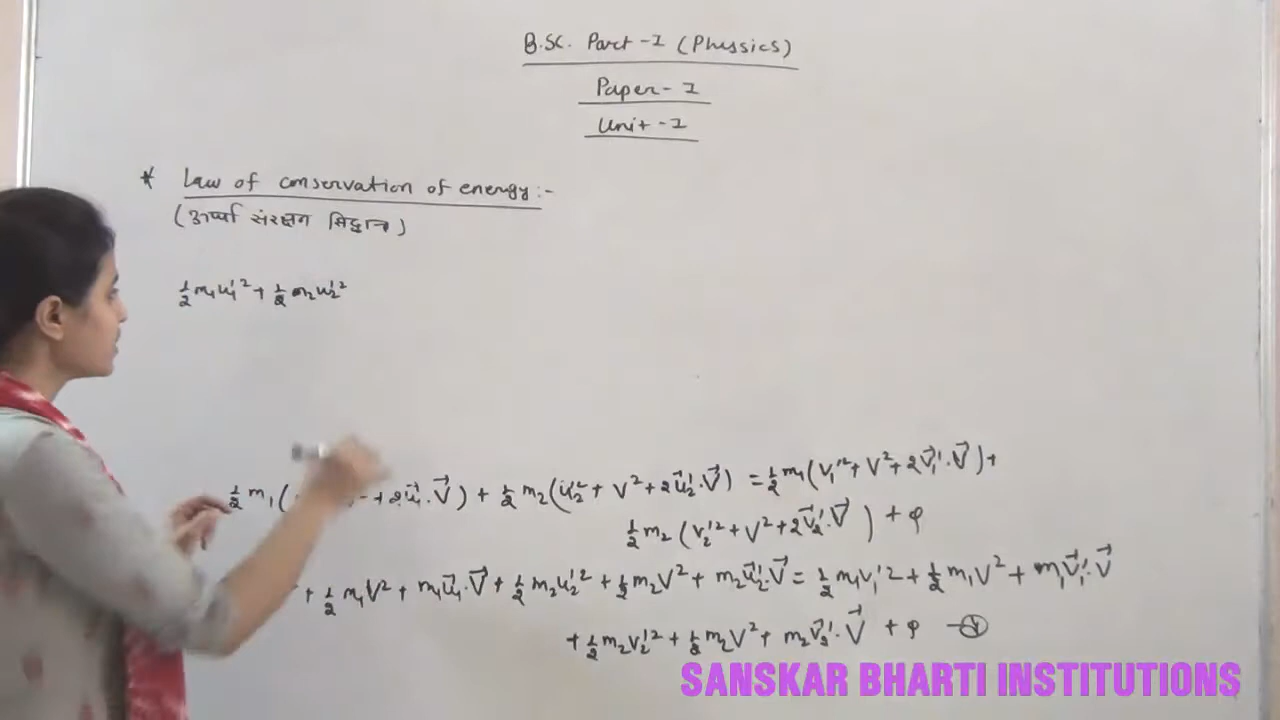 B.SC. Part-I (Physics)
Paper-I
Unit-I
* Law of conservation of energy:-
(ऊर्जा संरक्षण सिद्धान्त)
½m₁u₁'² + ½m₂u₂'²
½m₁( + 2u⃗₁'.V⃗) + ½m₂(u₂'² + V² + 2u⃗₂'.V⃗) = ½m₁(v₁'² + V² + 2v⃗₁'.V⃗) +
½m₂(v₂'² + V² + 2v⃗₂'.V⃗) + φ
+ ½m₁V² + m₁u⃗₁.V⃗ + ½m₂u₂'² + ½m₂V² + m₂u⃗₂'.V⃗ = ½m₁v₁'2 + ½m₁V² + m₁v⃗₁'.V⃗
+ ½m₂v₂'² + ½m₂V² + m₂v⃗₂'.V⃗ + φ
SANSKAR BHARTI INSTITUTIONS